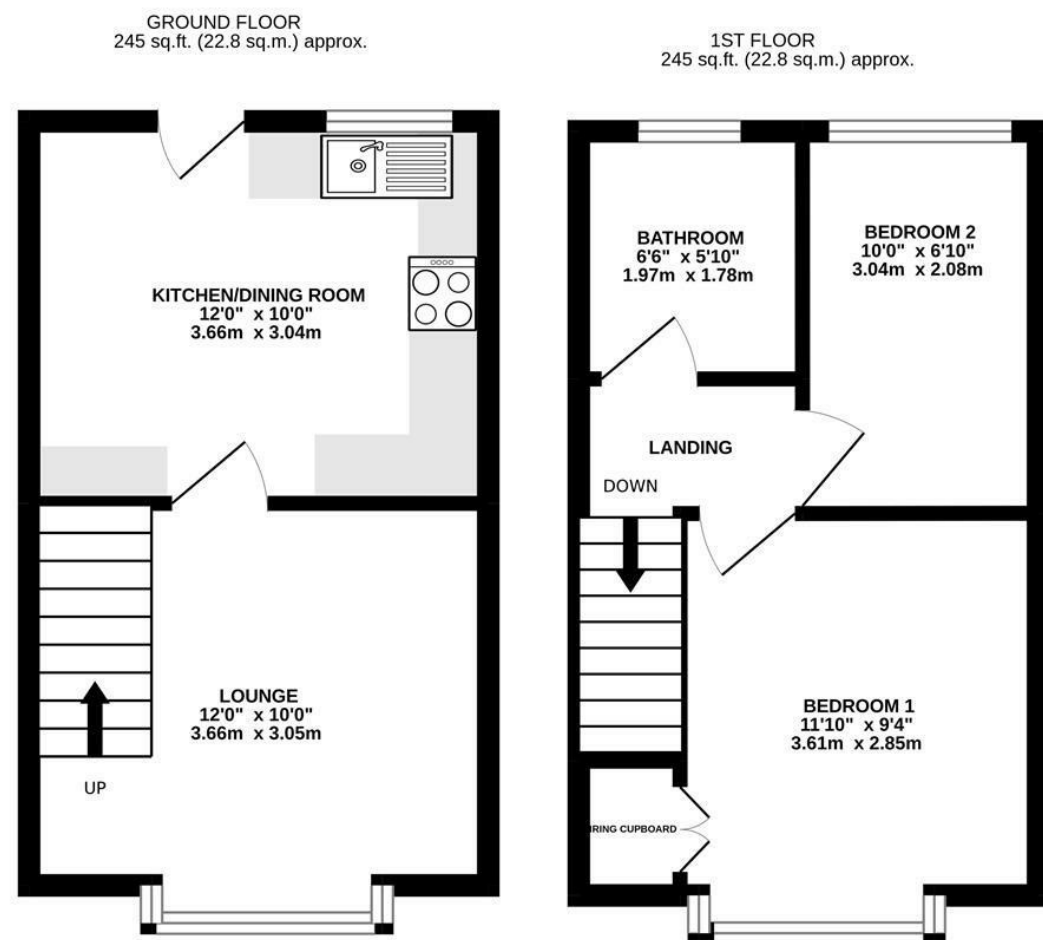 GROUND FLOOR
245 sq.ft. (22.8 sq.m.) approx.
KITCHEN/DINING ROOM
12'0" x 10'0"
3.66m x 3.04m
LOUNGE
12'0" x 10'0"
3.66m x 3.05m
UP
1ST FLOOR
245 sq.ft. (22.8 sq.m.) approx.
BATHROOM
6'6" x 5'10"
1.97m x 1.78m
BEDROOM 2
10'0" x 6'10"
3.04m x 2.08m
LANDING
DOWN
BEDROOM 1
11'10" x 9'4"
3.61m x 2.85m
IRING CUPBOARD